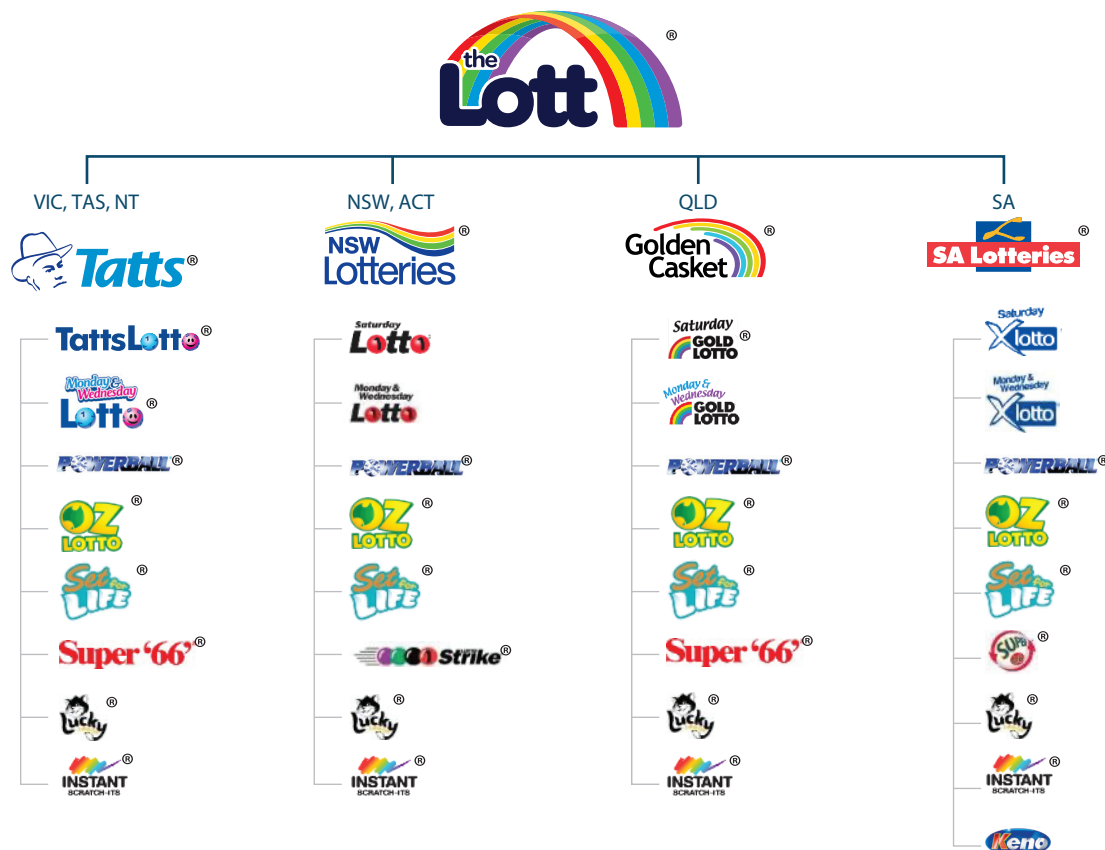 the
Lott ®
VIC, TAS, NT
Tatts ®
TattsLotto ®
Monday &
Wednesday
Lotto ®
POWERBALL ®
OZ ®
LOTTO
Set FOR ®
LIFE
Super ‘66’ ®
Lucky ®
INSTANT ®
SCRATCH-ITS
NSW, ACT
NSW ®
Lotteries
Saturday
Lotto
Monday &
Wednesday
Lotto
POWERBALL ®
OZ ®
LOTTO
Set FOR ®
LIFE
Strike ®
Lucky ®
INSTANT ®
SCRATCH-ITS
QLD
Golden ®
Casket
Saturday
GOLD ®
LOTTO
Monday &
Wednesday
GOLD
LOTTO
POWERBALL ®
OZ ®
LOTTO
Set FOR ®
LIFE
Super ‘66’ ®
Lucky ®
INSTANT ®
SCRATCH-ITS
SA
SA Lotteries ®
Saturday
X lotto
Monday &
Wednesday
X lotto
POWERBALL ®
OZ ®
LOTTO
Set FOR ®
LIFE
SUPER ®
Lucky ®
INSTANT ®
SCRATCH-ITS
Keno